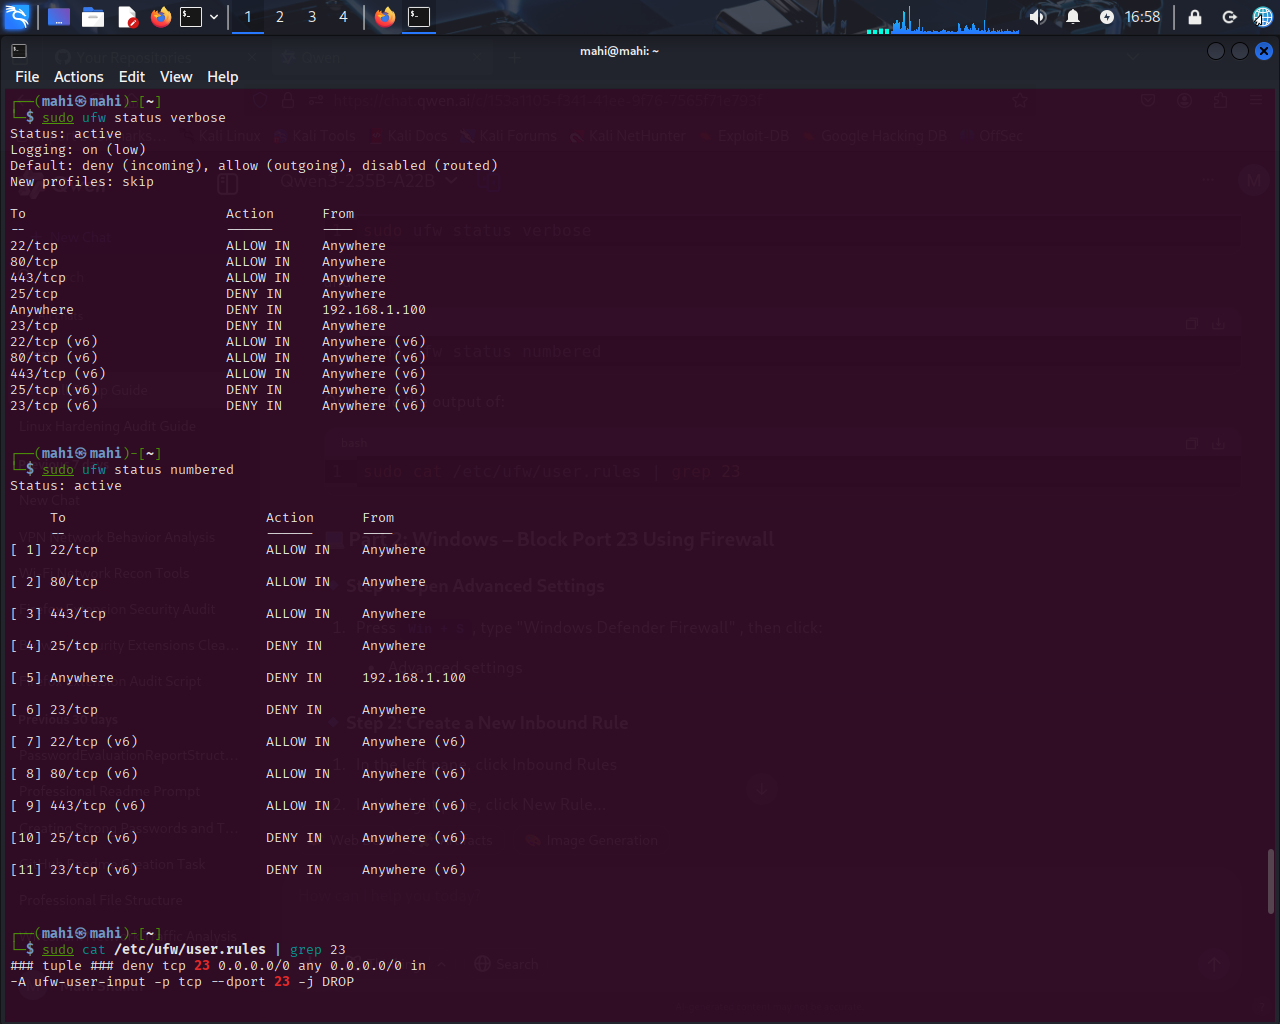 1 2 3 4 16:58
mahi@mahi: ~
File Actions Edit View Help
┌──(mahi㉿mahi)-[~]
└─$ sudo ufw status verbose
Status: active
Logging: on (low)
Default: deny (incoming), allow (outgoing), disabled (routed)
New profiles: skip
To Action From
-- ------ ----
22/tcp ALLOW IN Anywhere
80/tcp ALLOW IN Anywhere
443/tcp ALLOW IN Anywhere
25/tcp DENY IN Anywhere
Anywhere DENY IN 192.168.1.100
23/tcp DENY IN Anywhere
22/tcp (v6) ALLOW IN Anywhere (v6)
80/tcp (v6) ALLOW IN Anywhere (v6)
443/tcp (v6) ALLOW IN Anywhere (v6)
25/tcp (v6) DENY IN Anywhere (v6)
23/tcp (v6) DENY IN Anywhere (v6)
┌──(mahi㉿mahi)-[~]
└─$ sudo ufw status numbered
Status: active
To Action From
-- ------ ----
[ 1] 22/tcp ALLOW IN Anywhere
[ 2] 80/tcp ALLOW IN Anywhere
[ 3] 443/tcp ALLOW IN Anywhere
[ 4] 25/tcp DENY IN Anywhere
[ 5] Anywhere DENY IN 192.168.1.100
[ 6] 23/tcp DENY IN Anywhere
[ 7] 22/tcp (v6) ALLOW IN Anywhere (v6)
[ 8] 80/tcp (v6) ALLOW IN Anywhere (v6)
[ 9] 443/tcp (v6) ALLOW IN Anywhere (v6)
[10] 25/tcp (v6) DENY IN Anywhere (v6)
[11] 23/tcp (v6) DENY IN Anywhere (v6)
┌──(mahi㉿mahi)-[~]
└─$ sudo cat /etc/ufw/user.rules | grep 23
### tuple ### deny tcp 23 0.0.0.0/0 any 0.0.0.0/0 in
-A ufw-user-input -p tcp --dport 23 -j DROP